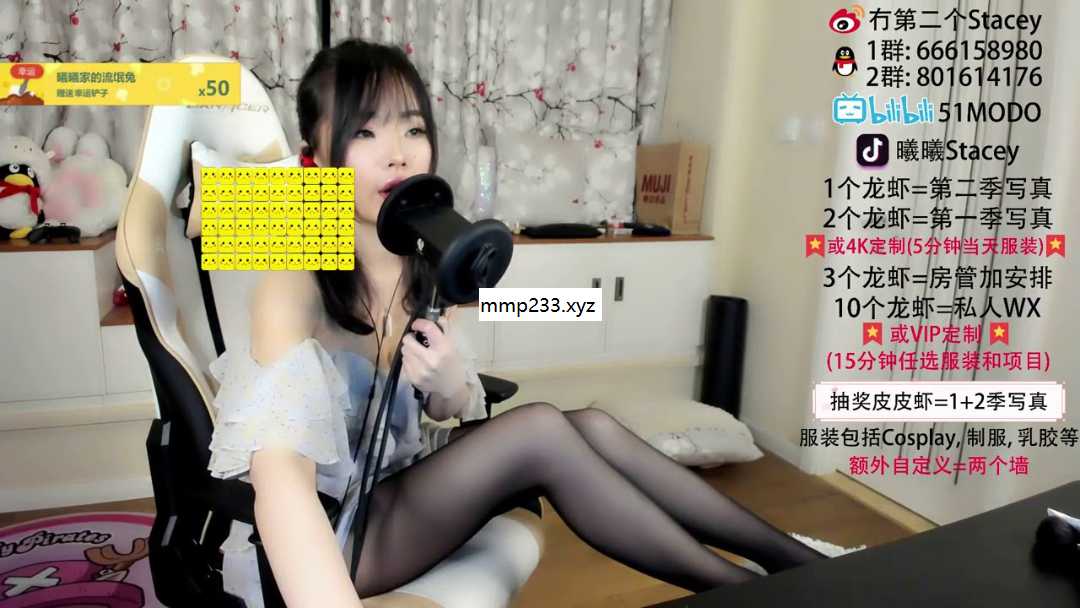 幸运
曦曦家的流氓兔
赠送幸运铲子
x50
MUJI
Pirates
mmp233.xyz
冇第二个Stacey
1群: 666158980
2群: 801614176
bilibili 51MODO
曦曦Stacey
1个龙虾=第二季写真
2个龙虾=第一季写真
或4K定制(5分钟当天服装)
3个龙虾=房管加安排
10个龙虾=私人WX
或VIP定制
(15分钟任选服装和项目)
抽奖皮皮虾=1+2季写真
服装包括Cosplay, 制服, 乳胶等
额外自定义=两个墙